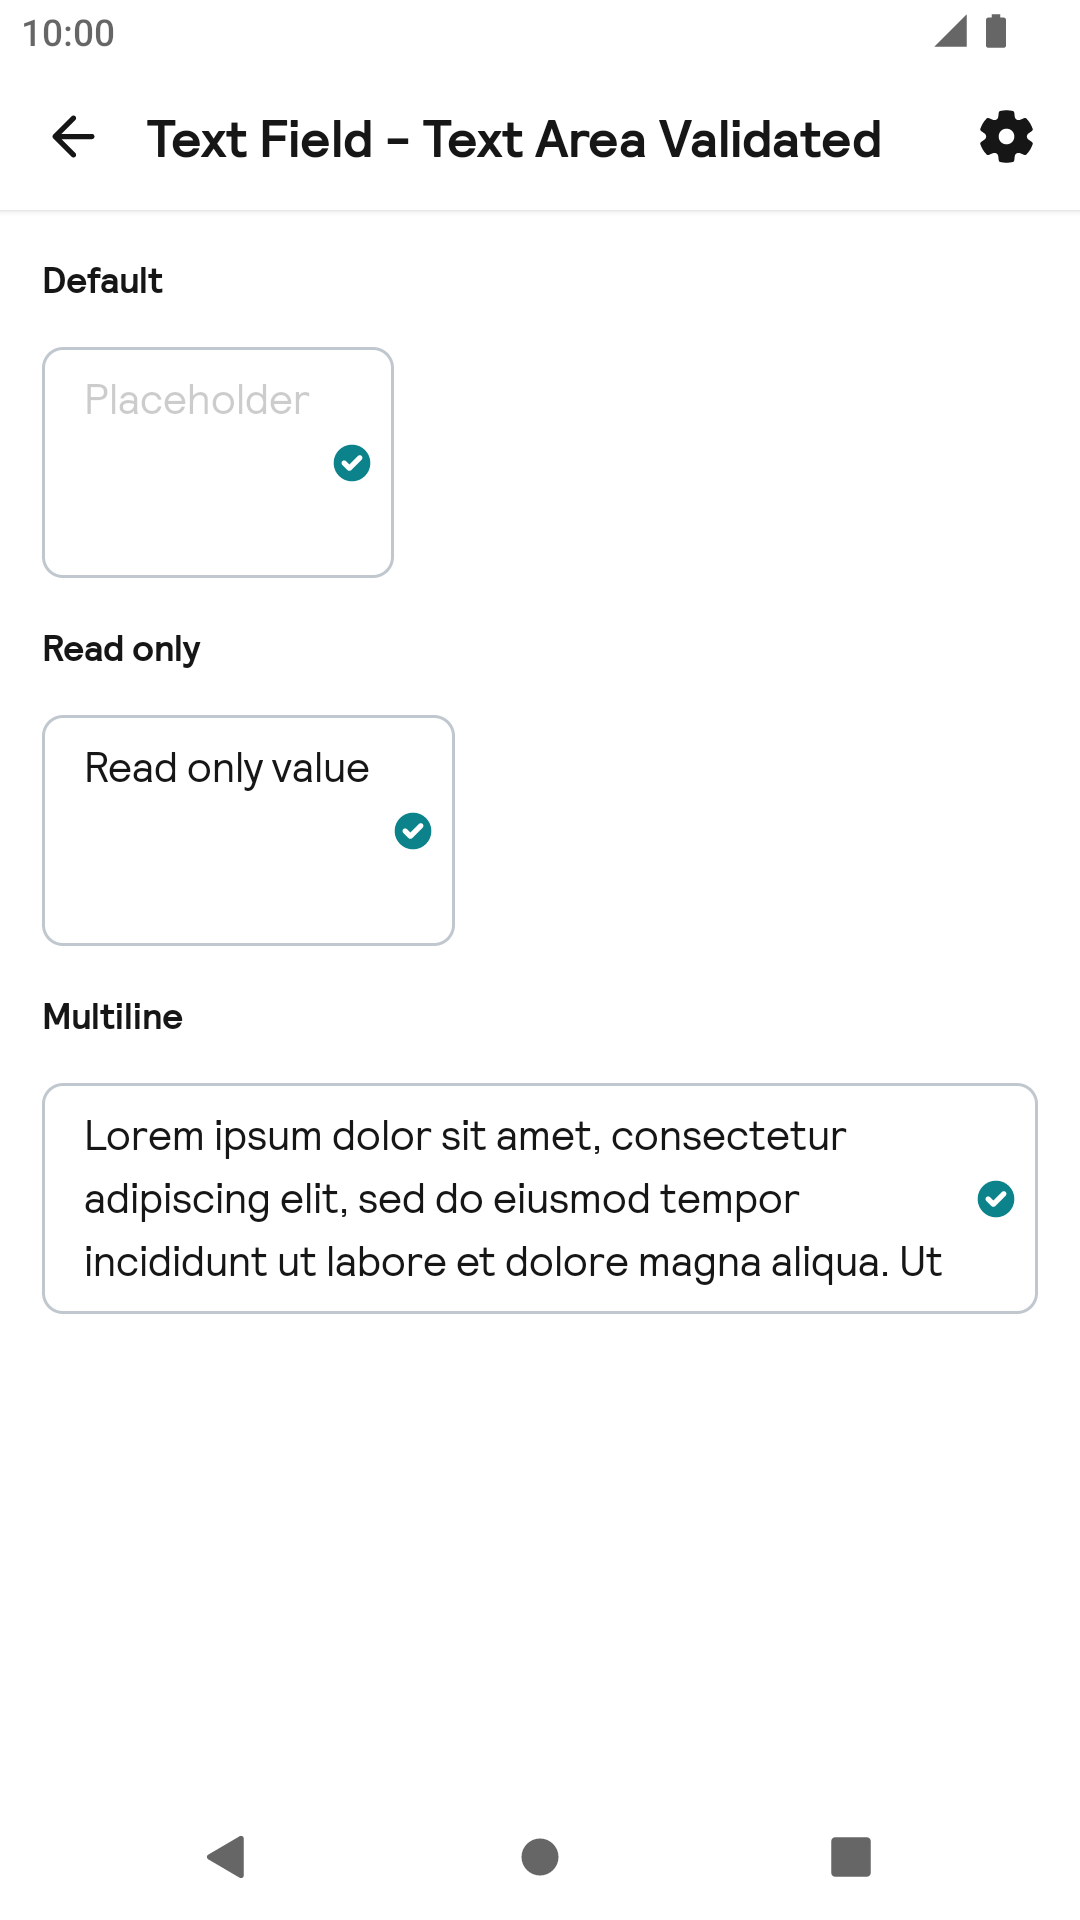 10:00
Text Field - Text Area Validated
Default
Placeholder
Read only
Read only value
Multiline
Lorem ipsum dolor sit amet, consectetur
adipiscing elit, sed do eiusmod tempor
incididunt ut labore et dolore magna aliqua. Ut